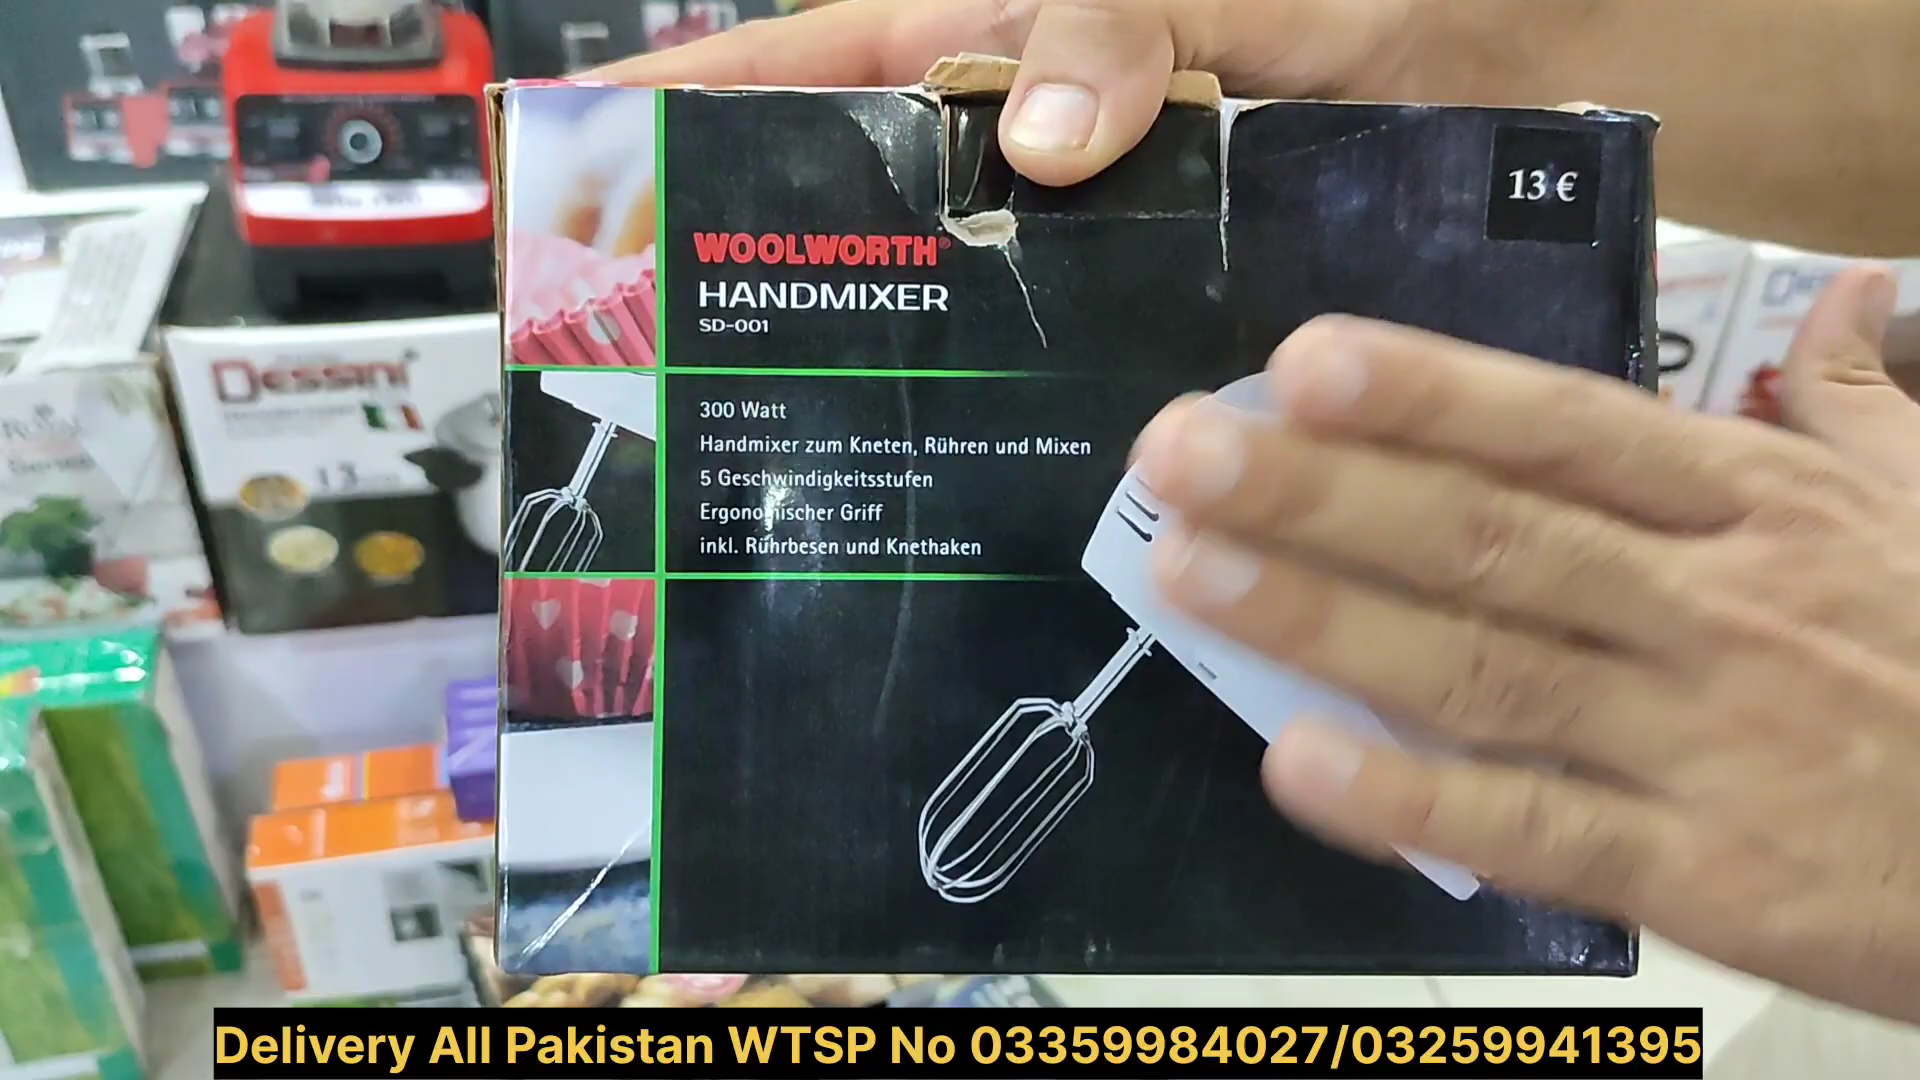 13 €
WOOLWORTH®
HANDMIXER
SD-001
300 Watt
Handmixer zum Kneten, Rühren und Mixen
5 Geschwindigkeitsstufen
Ergonomischer Griff
inkl. Rührbesen und Knethaken
DESSINI
Delivery All Pakistan WTSP No 03359984027/03259941395